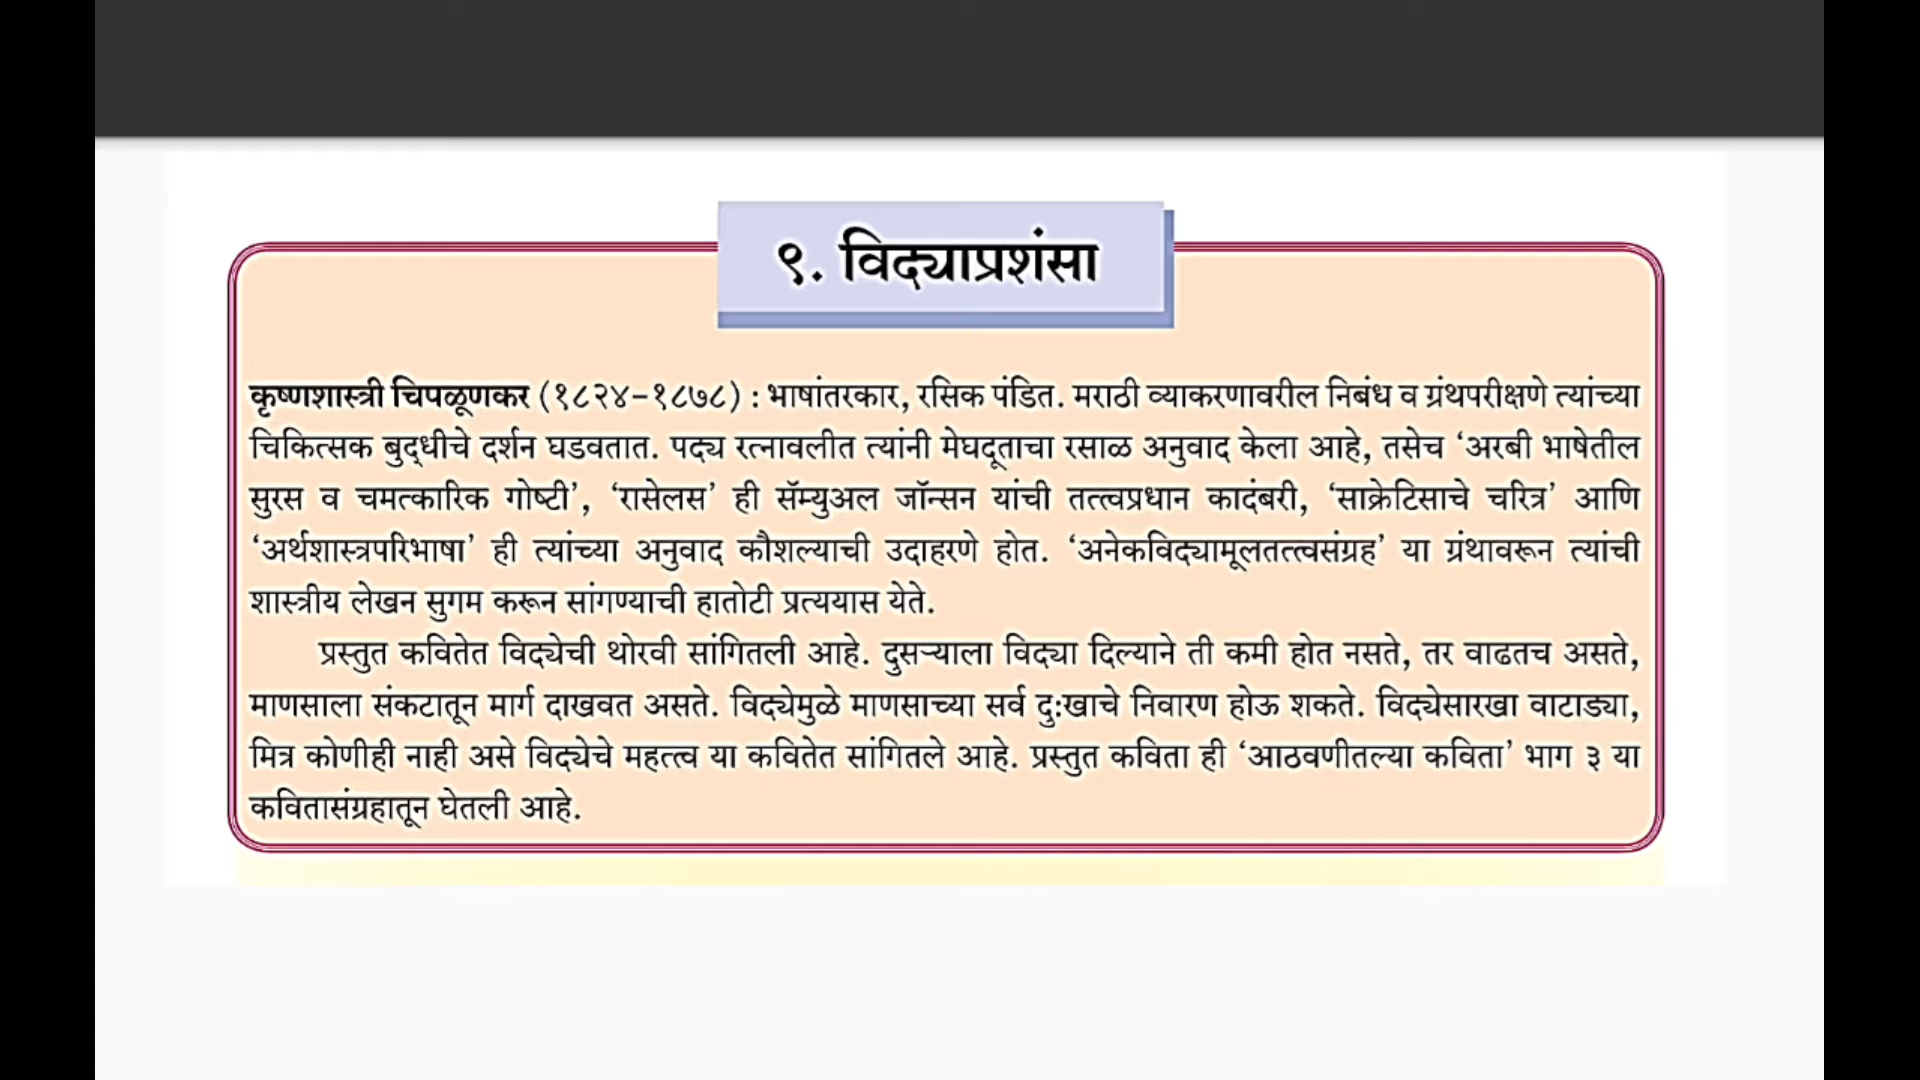 ९. विद्याप्रशंसा
कृष्णशास्त्री चिपळूणकर (१८२४-१८७८) : भाषांतरकार, रसिक पंडित. मराठी व्याकरणावरील निबंध व ग्रंथपरीक्षणे त्यांच्या
चिकित्सक बुद्धीचे दर्शन घडवतात. पद्य रत्नावलीत त्यांनी मेघदूताचा रसाळ अनुवाद केला आहे, तसेच ‘अरबी भाषेतील
सुरस व चमत्कारिक गोष्टी’, ‘रासेलस’ ही सॅम्युअल जॉन्सन यांची तत्त्वप्रधान कादंबरी, ‘साक्रेटिसाचे चरित्र’ आणि
‘अर्थशास्त्रपरिभाषा’ ही त्यांच्या अनुवाद कौशल्याची उदाहरणे होत. ‘अनेकविद्यामूलतत्त्वसंग्रह’ या ग्रंथावरून त्यांची
शास्त्रीय लेखन सुगम करून सांगण्याची हातोटी प्रत्ययास येते.
प्रस्तुत कवितेत विद्येची थोरवी सांगितली आहे. दुसऱ्याला विद्या दिल्याने ती कमी होत नसते, तर वाढतच असते,
माणसाला संकटातून मार्ग दाखवत असते. विद्येमुळे माणसाच्या सर्व दुःखाचे निवारण होऊ शकते. विद्येसारखा वाटाड्या,
मित्र कोणीही नाही असे विद्येचे महत्त्व या कवितेत सांगितले आहे. प्रस्तुत कविता ही ‘आठवणीतल्या कविता’ भाग ३ या
कवितासंग्रहातून घेतली आहे.